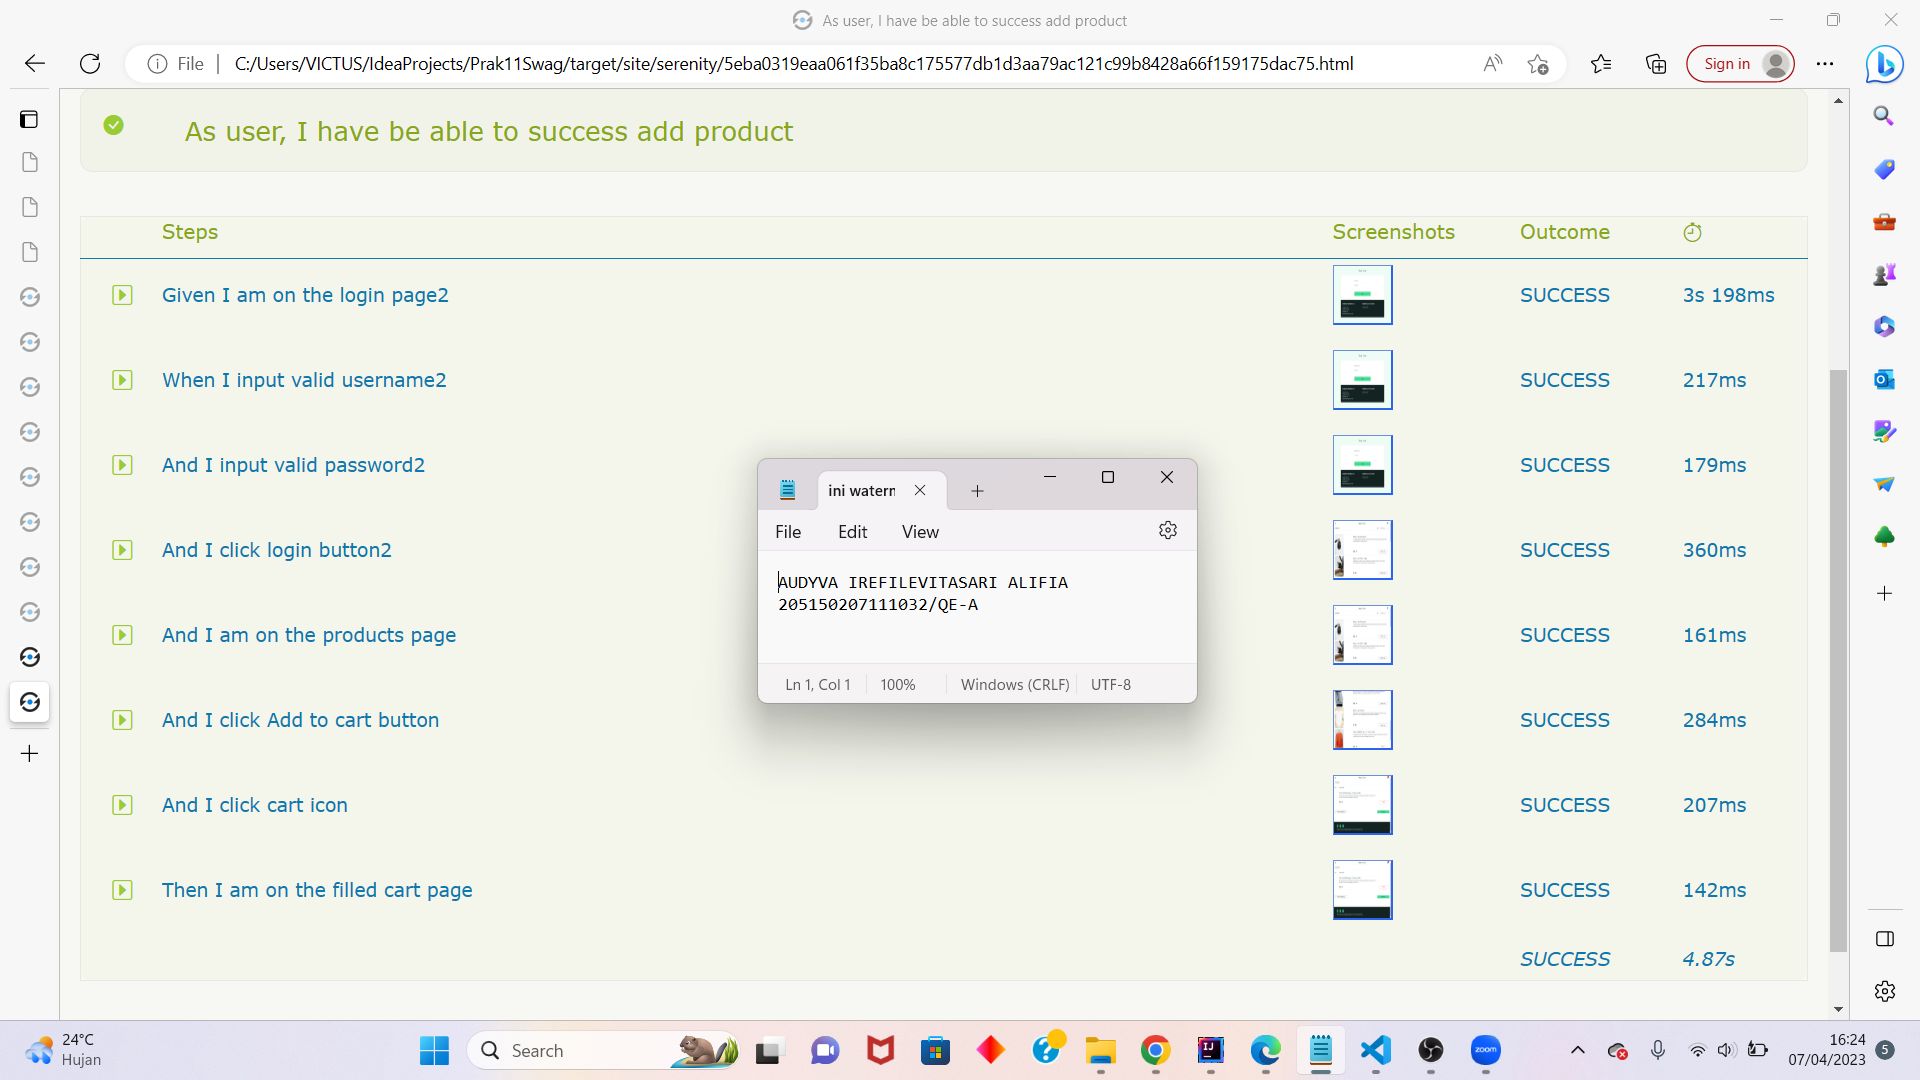 As user, I have be able to success add product
File
C:/Users/VICTUS/IdeaProjects/Prak11Swag/target/site/serenity/5eba0319eaa061f35ba8c175577db1d3aa79ac121c99b8428a66f159175dac75.html
Sign in
As user, I have be able to success add product
Steps Screenshots Outcome
Given I am on the login page2 SUCCESS 3s 198ms
When I input valid username2 SUCCESS 217ms
And I input valid password2 SUCCESS 179ms
And I click login button2 SUCCESS 360ms
And I am on the products page SUCCESS 161ms
And I click Add to cart button SUCCESS 284ms
And I click cart icon SUCCESS 207ms
Then I am on the filled cart page SUCCESS 142ms
SUCCESS 4.87s
ini watern
File Edit View
AUDYVA IREFILEVITASARI ALIFIA
205150207111032/QE-A
Ln 1, Col 1 100% Windows (CRLF) UTF-8
24°C
Hujan
Search
zoom
16:24
07/04/2023
5